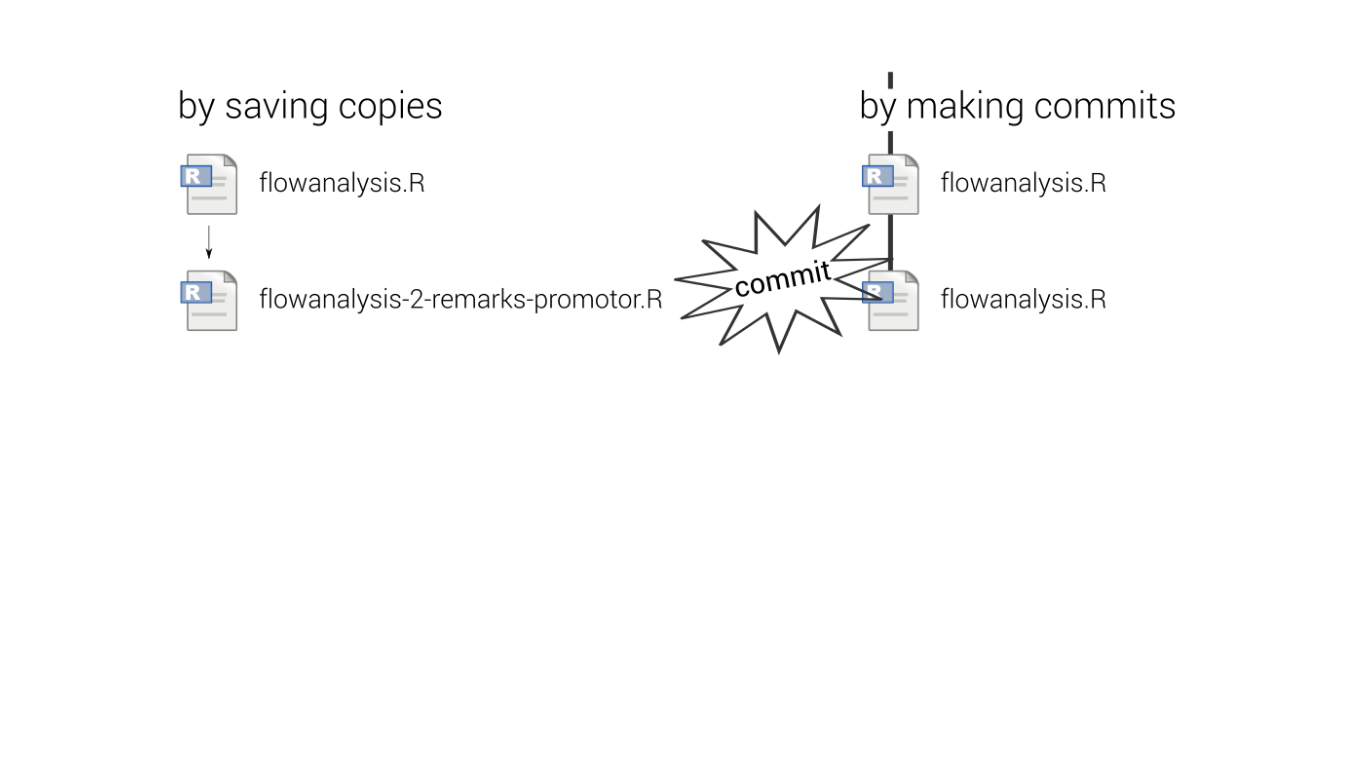 by saving copies
R flowanalysis.R
R flowanalysis-2-remarks-promotor.R
by making commits
R flowanalysis.R
commit
R flowanalysis.R